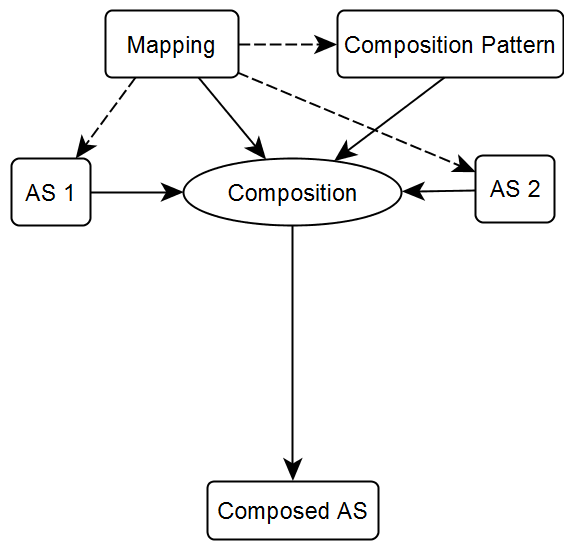 Mapping
Composition Pattern
AS 1
Composition
AS 2
Composed AS